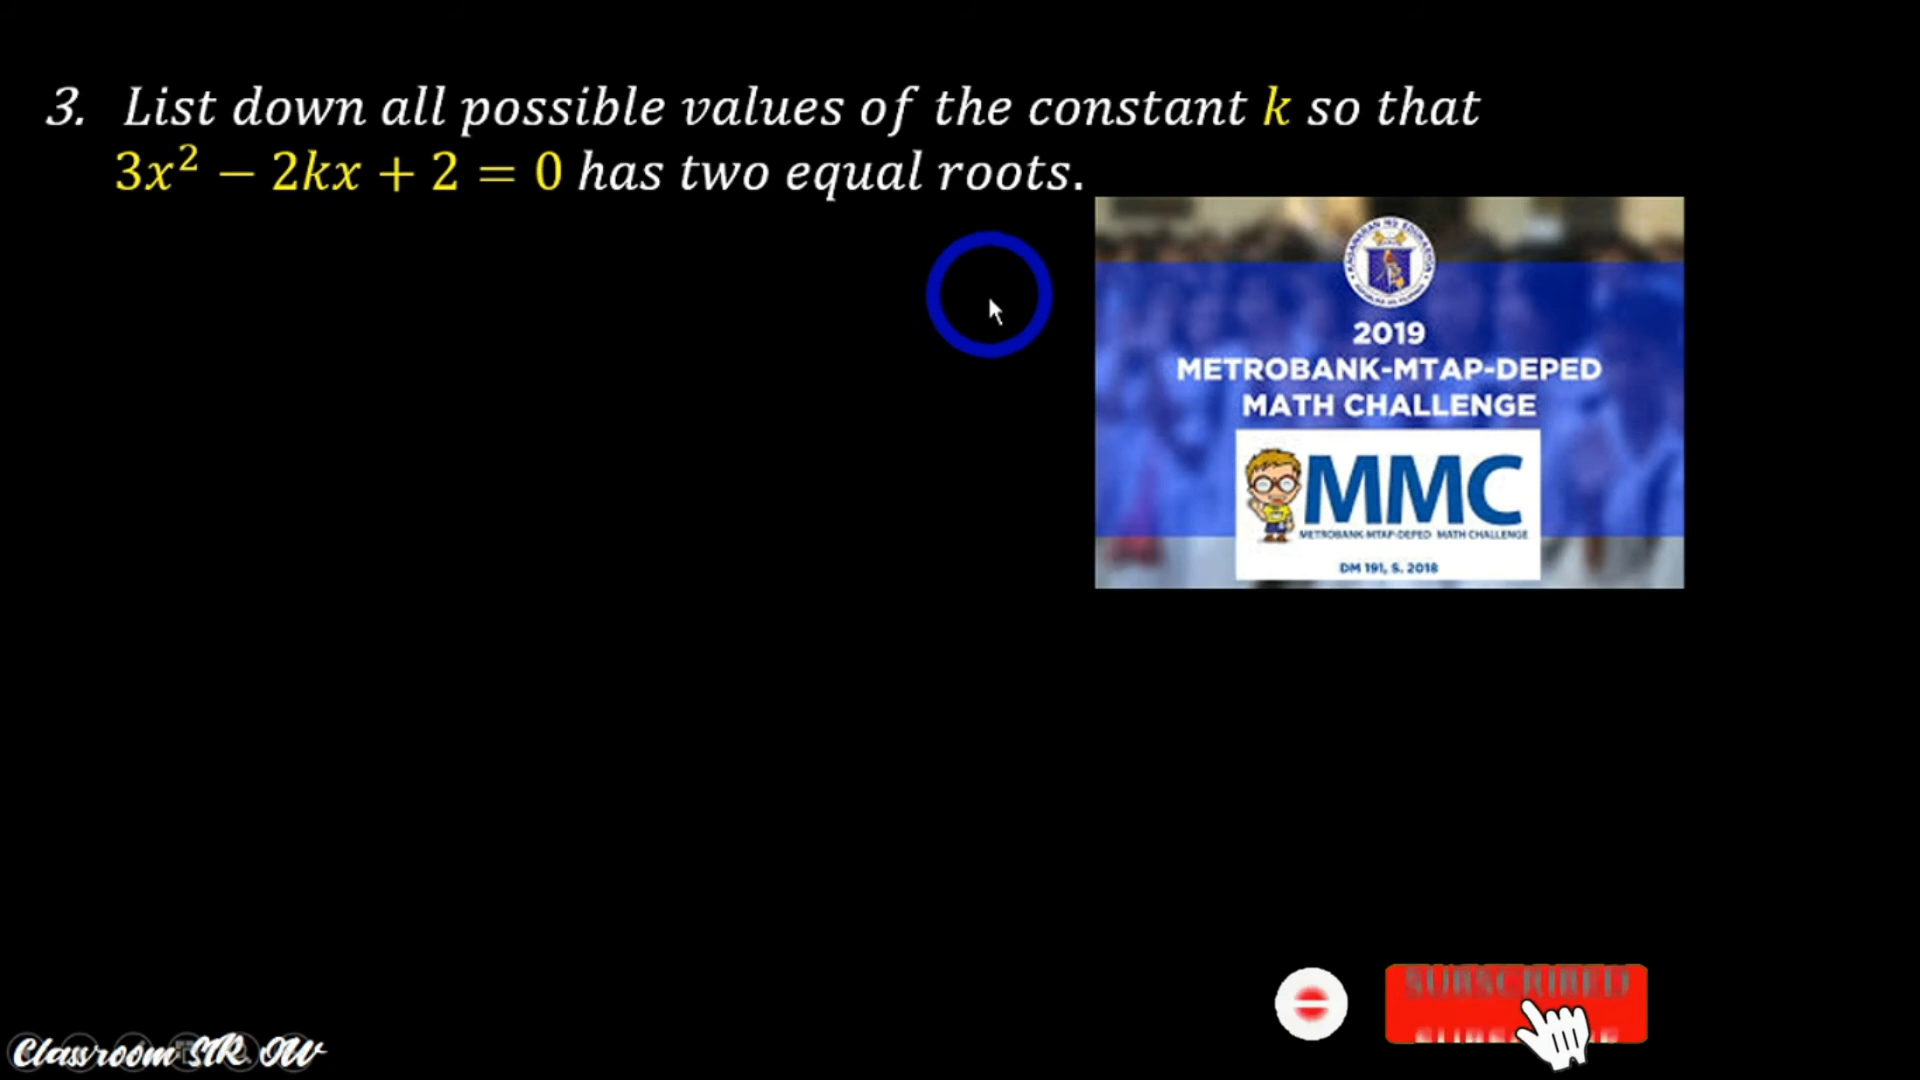 3. List down all possible values of the constant k so that
3x² − 2kx + 2 = 0 has two equal roots.
2019
METROBANK-MTAP-DEPED
MATH CHALLENGE
MMC
METROBANK-MTAP-DEPED MATH CHALLENGE
DM 191, S. 2018
SUBSCRIBED
Classroom STR OW